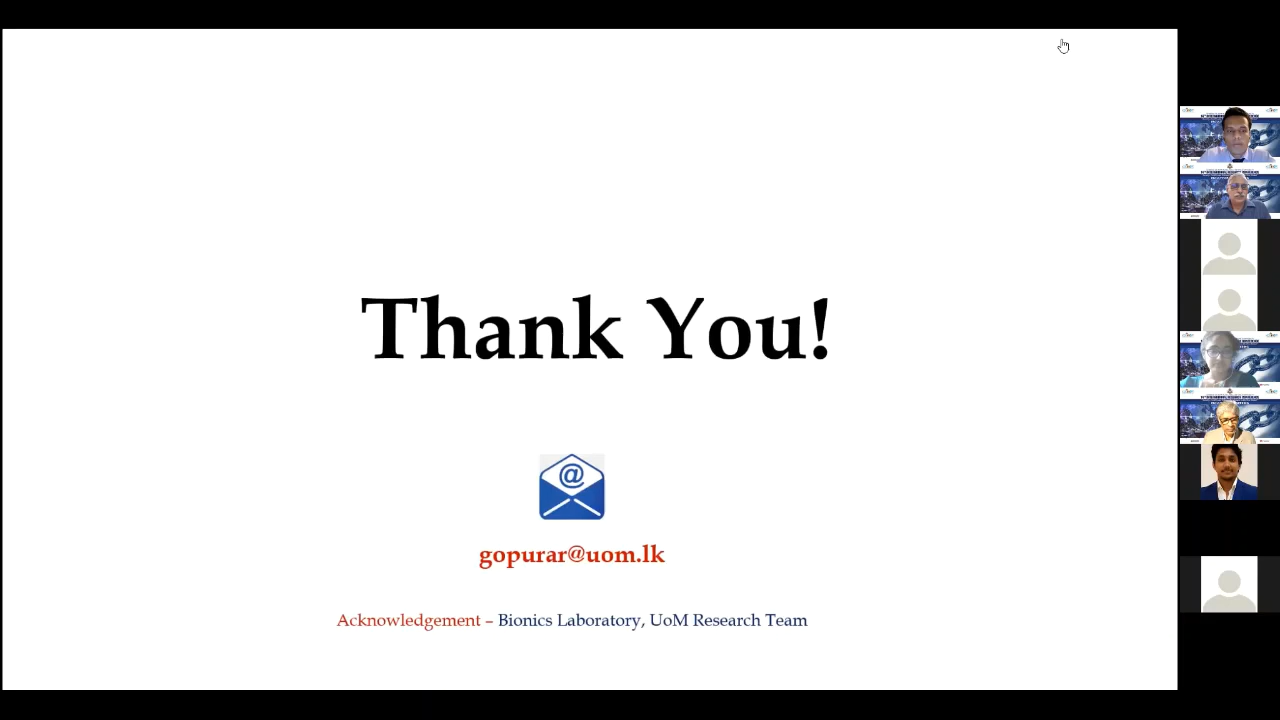 Thank You!
@
gopurar@uom.lk
Acknowledgement – Bionics Laboratory, UoM Research Team